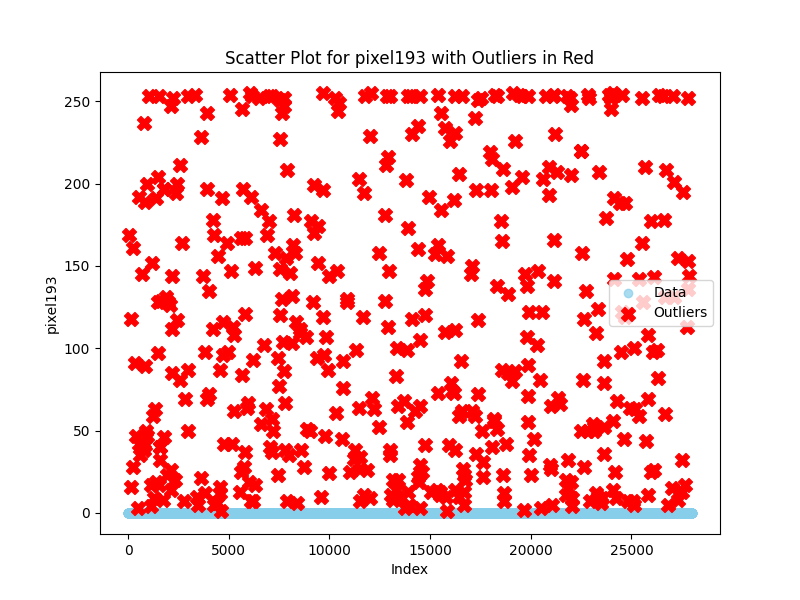 Scatter Plot for pixel193 with Outliers in Red
250
200
150
100
50
0
pixel193
Data
Outliers
0 5000 10000 15000 20000 25000
Index